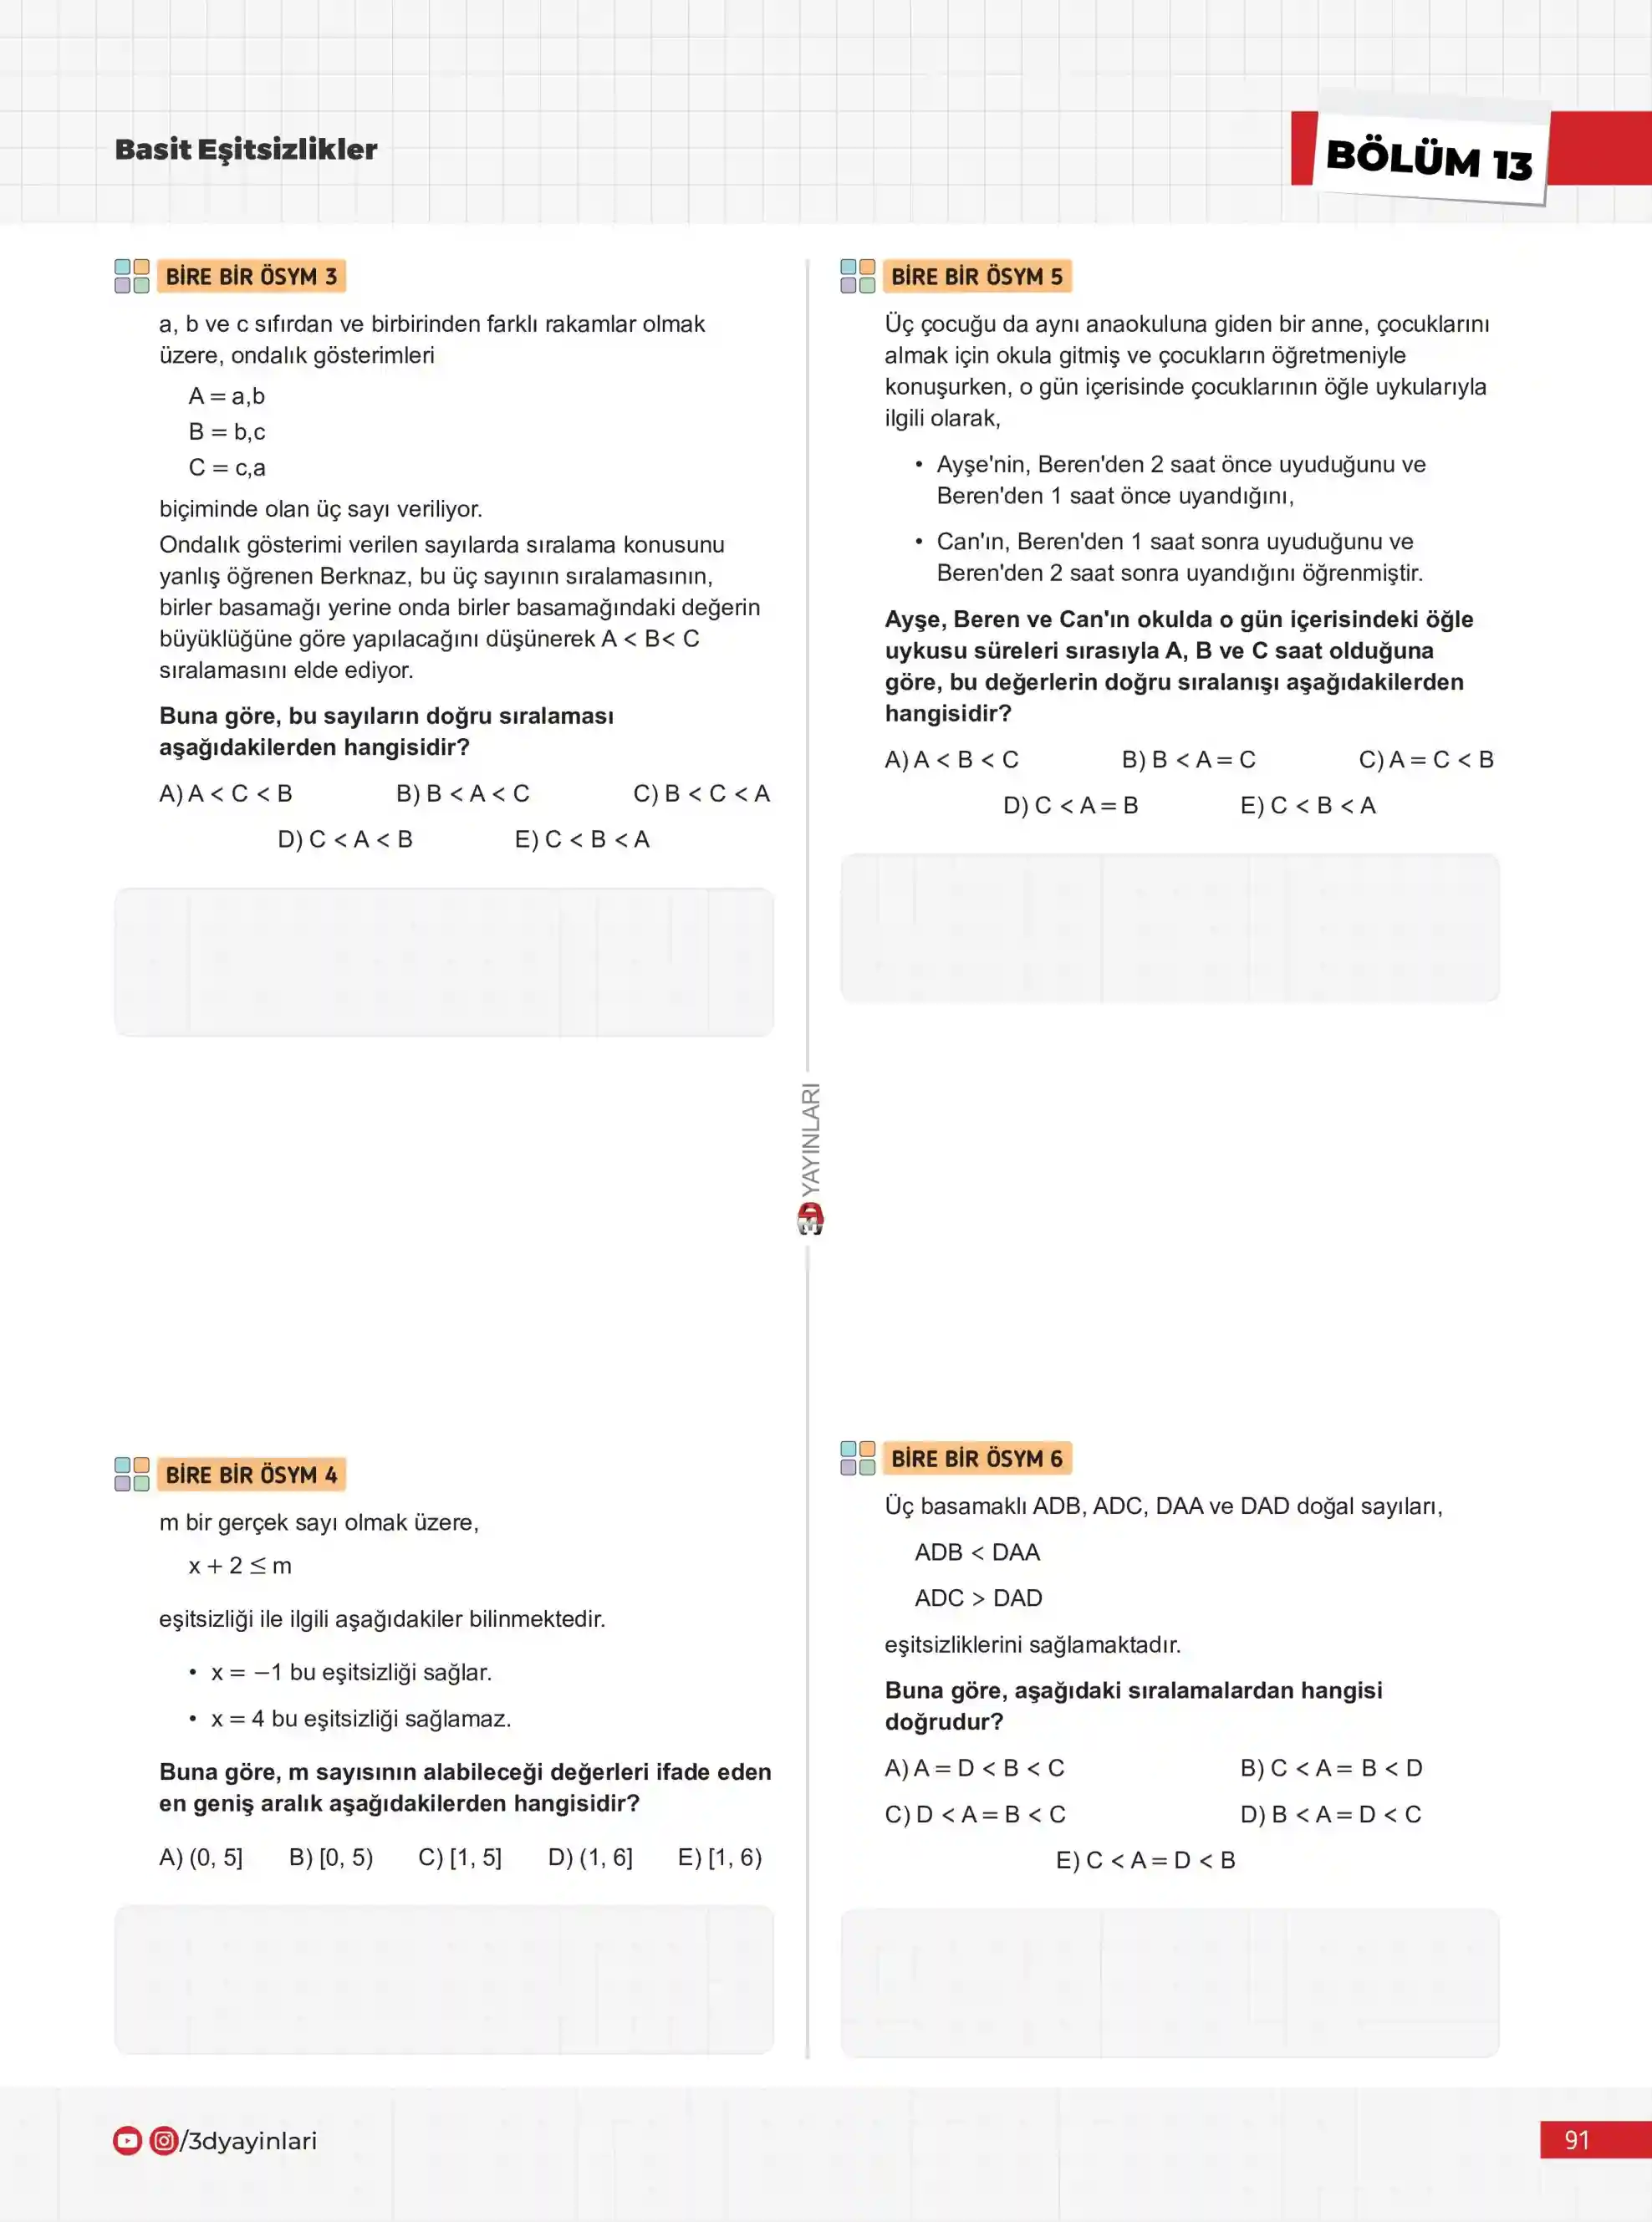 Basit Eşitsizlikler
BÖLÜM 13
BİRE BİR ÖSYM 3
a, b ve c sıfırdan ve birbirinden farklı rakamlar olmak
üzere, ondalık gösterimleri
A = a,b
B = b,c
C = c,a
biçiminde olan üç sayı veriliyor.
Ondalık gösterimi verilen sayılarda sıralama konusunu
yanlış öğrenen Berknaz, bu üç sayının sıralamasının,
birler basamağı yerine onda birler basamağındaki değerin
büyüklüğüne göre yapılacağını düşünerek A < B< C
sıralamasını elde ediyor.
Buna göre, bu sayıların doğru sıralaması
aşağıdakilerden hangisidir?
A) A < C < B B) B < A < C C) B < C < A
D) C < A < B E) C < B < A
BİRE BİR ÖSYM 4
m bir gerçek sayı olmak üzere,
x + 2 ≤ m
eşitsizliği ile ilgili aşağıdakiler bilinmektedir.
• x = −1 bu eşitsizliği sağlar.
• x = 4 bu eşitsizliği sağlamaz.
Buna göre, m sayısının alabileceği değerleri ifade eden
en geniş aralık aşağıdakilerden hangisidir?
A) (0, 5] B) [0, 5) C) [1, 5] D) (1, 6] E) [1, 6)
YAYINLARI
BİRE BİR ÖSYM 5
Üç çocuğu da aynı anaokuluna giden bir anne, çocuklarını
almak için okula gitmiş ve çocukların öğretmeniyle
konuşurken, o gün içerisinde çocuklarının öğle uykularıyla
ilgili olarak,
• Ayşe'nin, Beren'den 2 saat önce uyuduğunu ve
Beren'den 1 saat önce uyandığını,
• Can'ın, Beren'den 1 saat sonra uyuduğunu ve
Beren'den 2 saat sonra uyandığını öğrenmiştir.
Ayşe, Beren ve Can'ın okulda o gün içerisindeki öğle
uykusu süreleri sırasıyla A, B ve C saat olduğuna
göre, bu değerlerin doğru sıralanışı aşağıdakilerden
hangisidir?
A) A < B < C B) B < A = C C) A = C < B
D) C < A = B E) C < B < A
BİRE BİR ÖSYM 6
Üç basamaklı ADB, ADC, DAA ve DAD doğal sayıları,
ADB < DAA
ADC > DAD
eşitsizliklerini sağlamaktadır.
Buna göre, aşağıdaki sıralamalardan hangisi
doğrudur?
A) A = D < B < C B) C < A = B < D
C) D < A = B < C D) B < A = D < C
E) C < A = D < B
/3dyayinlari
91